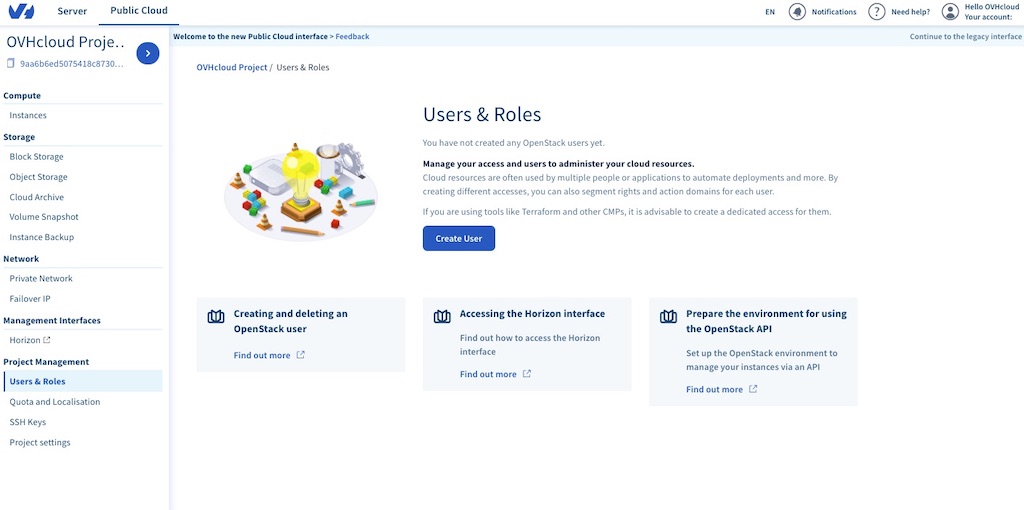 Server
Public Cloud
EN
Notifications
Need help?
Hello OVHcloud
Your account:
OVHcloud Proje..
9aa6b6ed5075418c8730...
Welcome to the new Public Cloud interface > Feedback
Continue to the legacy interface
Compute
Instances
Storage
Block Storage
Object Storage
Cloud Archive
Volume Snapshot
Instance Backup
Network
Private Network
Failover IP
Management Interfaces
Horizon
Project Management
Users & Roles
Quota and Localisation
SSH Keys
Project settings
OVHcloud Project / Users & Roles
Users & Roles
You have not created any OpenStack users yet.
Manage your access and users to administer your cloud resources.
Cloud resources are often used by multiple people or applications to automate deployments and more. By
creating different accesses, you can also segment rights and action domains for each user.
If you are using tools like Terraform and other CMPs, it is advisable to create a dedicated access for them.
Create User
Creating and deleting an
OpenStack user
Find out more
Accessing the Horizon interface
Find out how to access the Horizon
interface
Find out more
Prepare the environment for using
the OpenStack API
Set up the OpenStack environment to
manage your instances via an API
Find out more